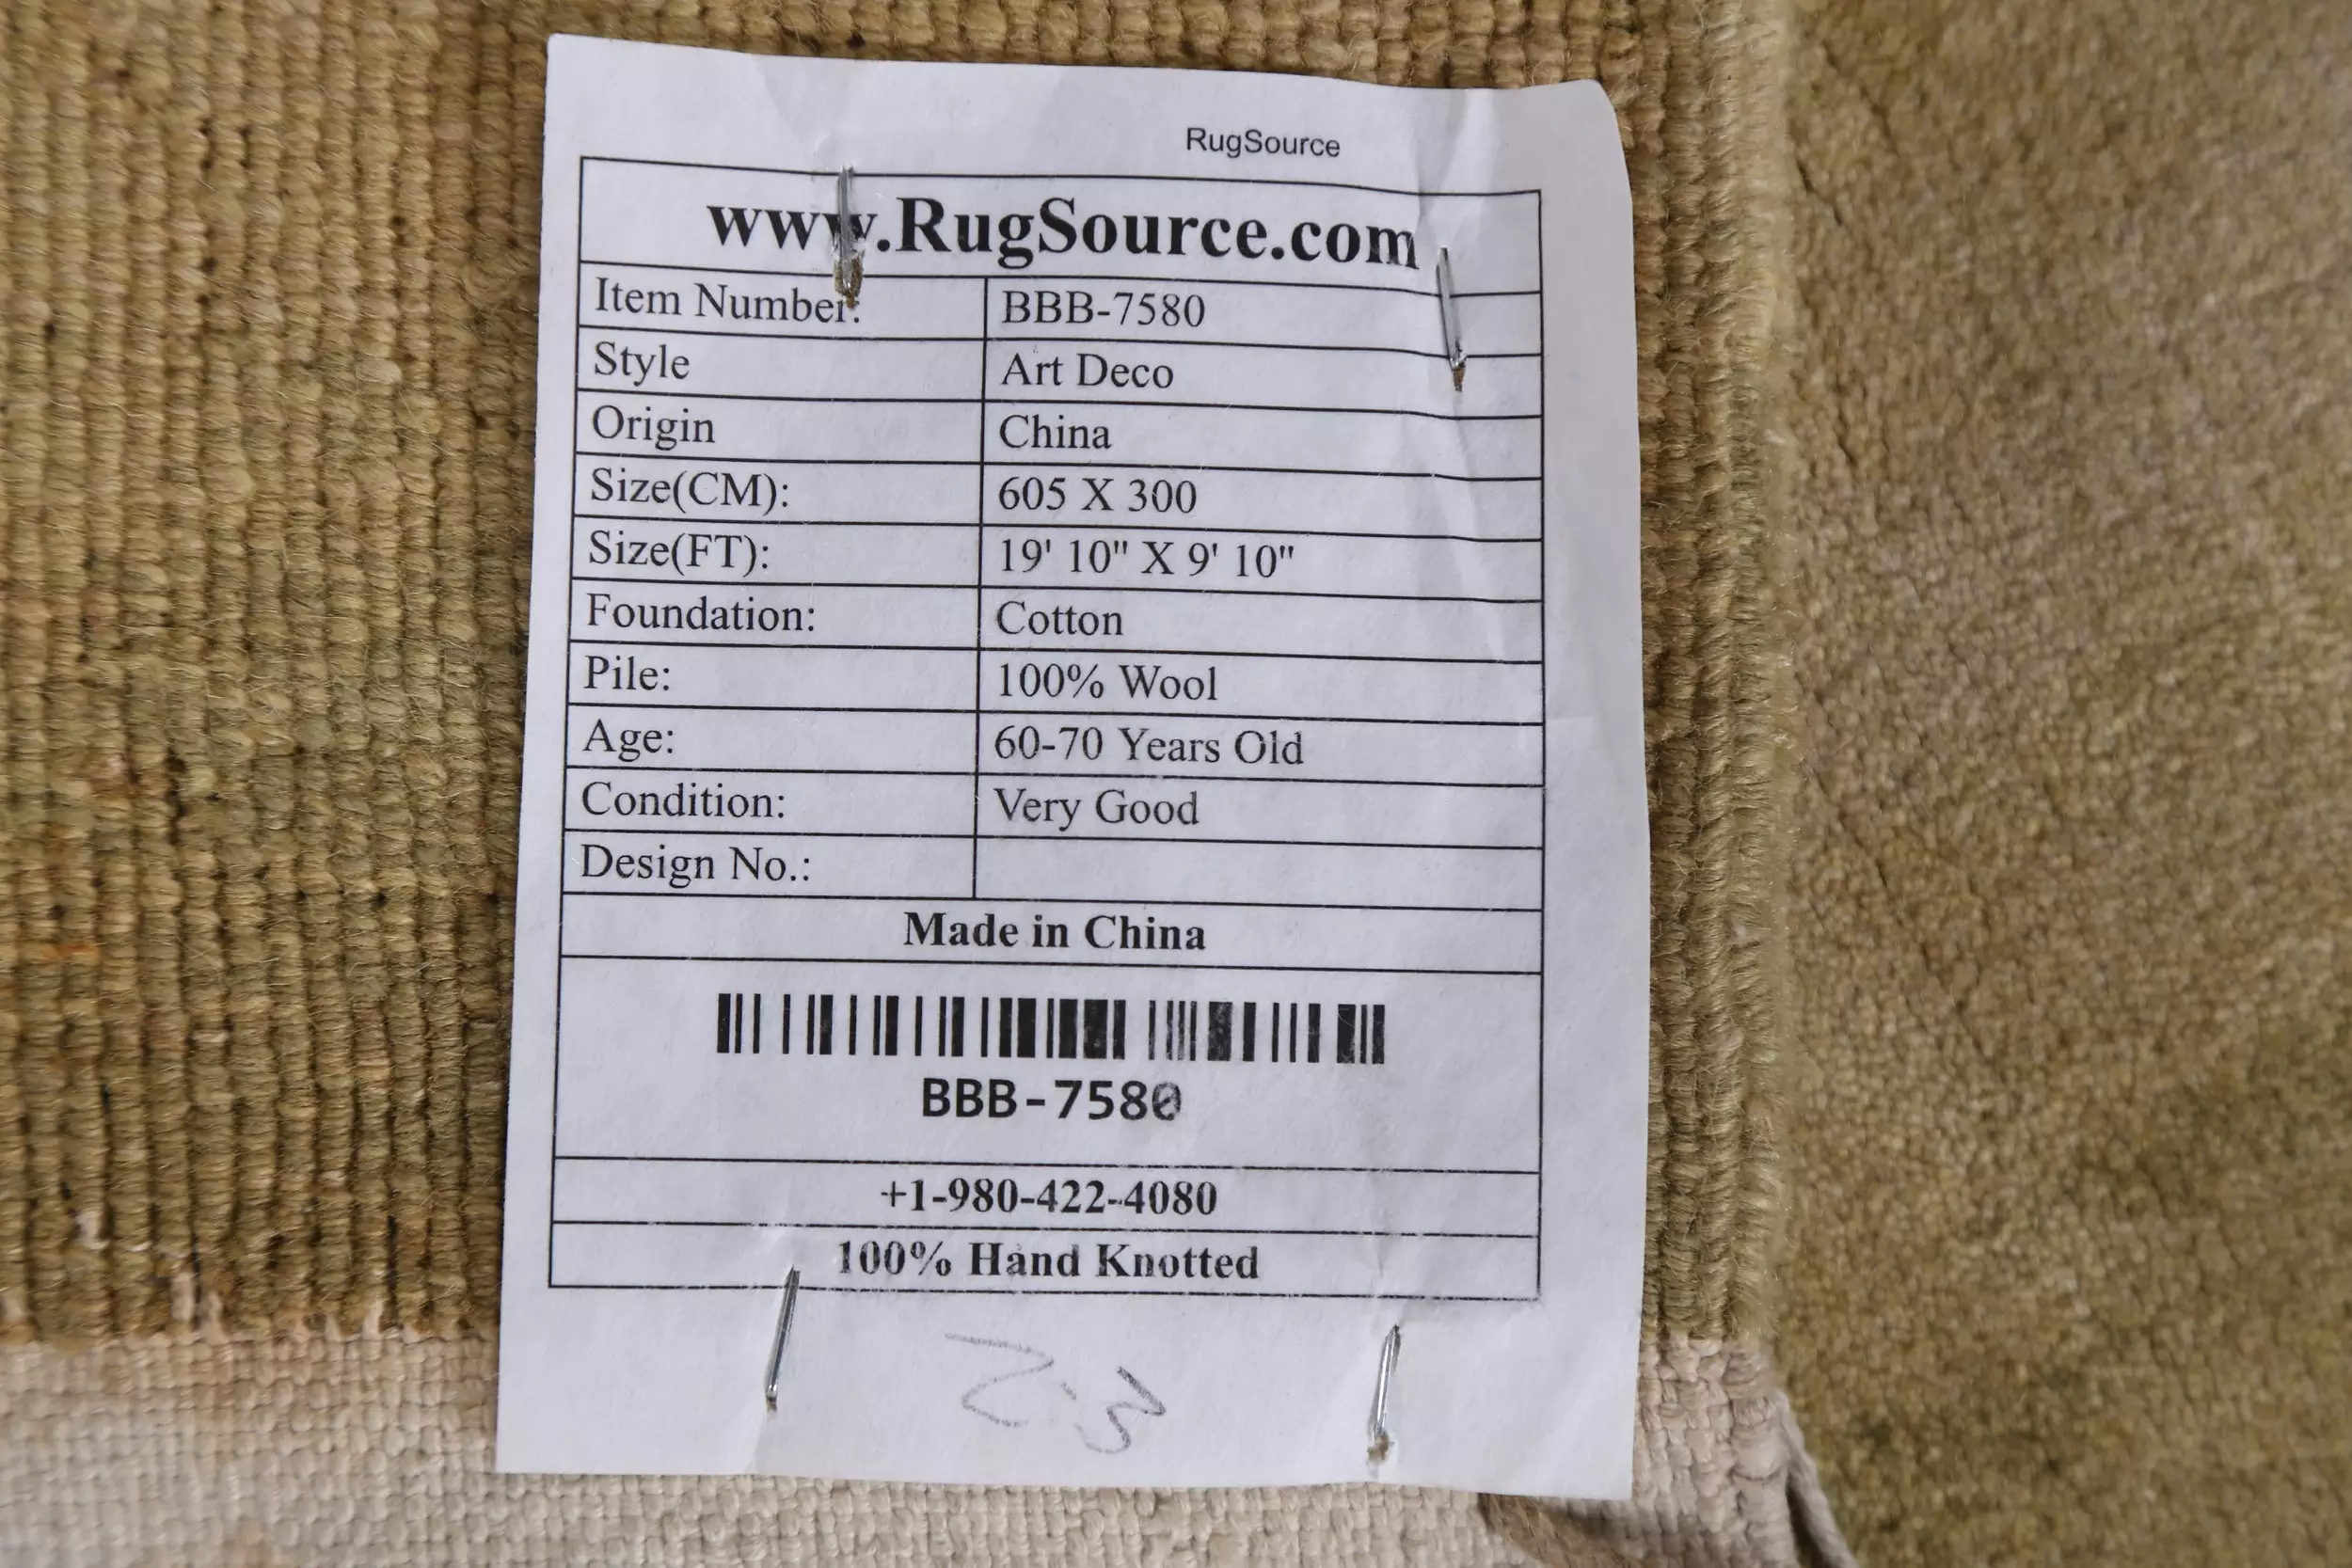 RugSource
www.RugSource.com
Item Number: BBB-7580
Style Art Deco
Origin China
Size(CM): 605 X 300
Size(FT): 19' 10" X 9' 10"
Foundation: Cotton
Pile: 100% Wool
Age: 60-70 Years Old
Condition: Very Good
Design No.:
Made in China
BBB-7580
+1-980-422-4080
100% Hand Knotted